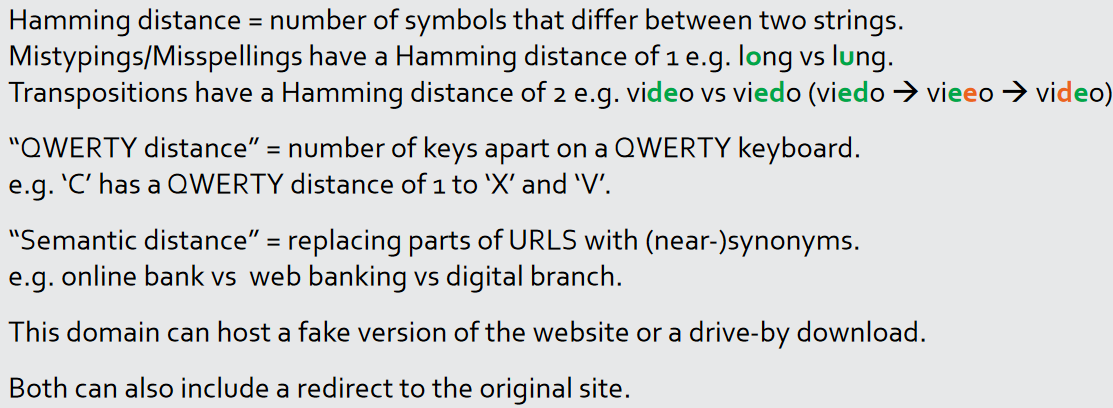 Hamming distance = number of symbols that differ between two strings.
Mistypings/Misspellings have a Hamming distance of 1 e.g. long vs lung.
Transpositions have a Hamming distance of 2 e.g. video vs viedo (viedo → vieeo → video)
“QWERTY distance” = number of keys apart on a QWERTY keyboard.
e.g. ‘C’ has a QWERTY distance of 1 to ‘X’ and ‘V’.
“Semantic distance” = replacing parts of URLS with (near-)synonyms.
e.g. online bank vs  web banking vs digital branch.
This domain can host a fake version of the website or a drive-by download.
Both can also include a redirect to the original site.